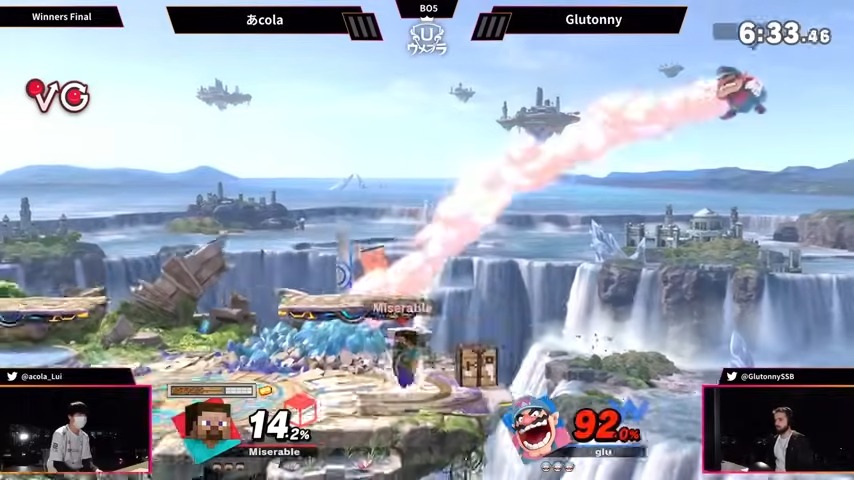 Winners Final
あcola
BO5
Glutonny
U
ウメブラ
6:33.46
VG
Miserable
@acola_Lui
@GlutonnySSB
14.2%
Miserable
92.0%
glu